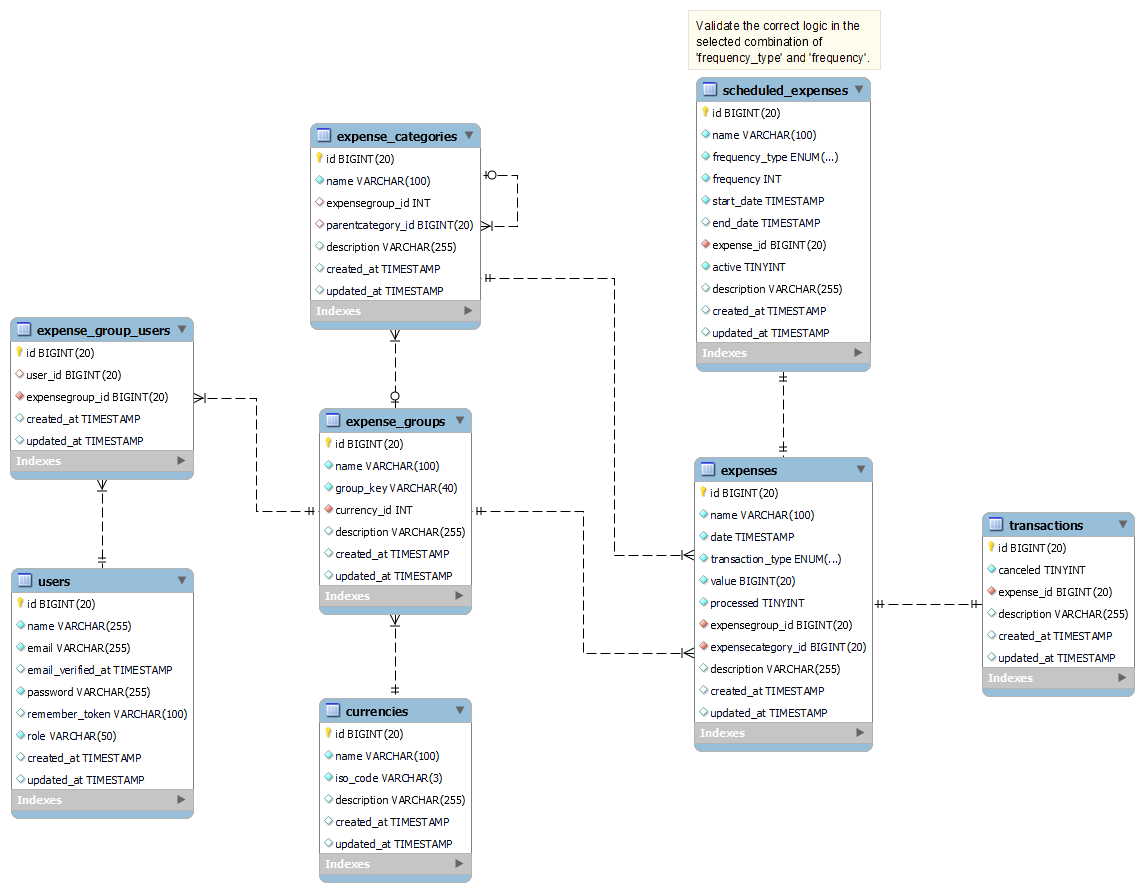 Validate the correct logic in the
selected combination of
'frequency_type' and 'frequency'.
scheduled_expenses
id BIGINT(20)
name VARCHAR(100)
frequency_type ENUM(...)
frequency INT
start_date TIMESTAMP
end_date TIMESTAMP
expense_id BIGINT(20)
active TINYINT
description VARCHAR(255)
created_at TIMESTAMP
updated_at TIMESTAMP
Indexes
expense_categories
id BIGINT(20)
name VARCHAR(100)
expensegroup_id INT
parentcategory_id BIGINT(20)
description VARCHAR(255)
created_at TIMESTAMP
updated_at TIMESTAMP
Indexes
expense_group_users
id BIGINT(20)
user_id BIGINT(20)
expensegroup_id BIGINT(20)
created_at TIMESTAMP
updated_at TIMESTAMP
Indexes
expense_groups
id BIGINT(20)
name VARCHAR(100)
group_key VARCHAR(40)
currency_id INT
description VARCHAR(255)
created_at TIMESTAMP
updated_at TIMESTAMP
Indexes
expenses
id BIGINT(20)
name VARCHAR(100)
date TIMESTAMP
transaction_type ENUM(...)
value BIGINT(20)
processed TINYINT
expensegroup_id BIGINT(20)
expensecategory_id BIGINT(20)
description VARCHAR(255)
created_at TIMESTAMP
updated_at TIMESTAMP
Indexes
transactions
id BIGINT(20)
canceled TINYINT
expense_id BIGINT(20)
description VARCHAR(255)
created_at TIMESTAMP
updated_at TIMESTAMP
Indexes
users
id BIGINT(20)
name VARCHAR(255)
email VARCHAR(255)
email_verified_at TIMESTAMP
password VARCHAR(255)
remember_token VARCHAR(100)
role VARCHAR(50)
created_at TIMESTAMP
updated_at TIMESTAMP
Indexes
currencies
id BIGINT(20)
name VARCHAR(100)
iso_code VARCHAR(3)
description VARCHAR(255)
created_at TIMESTAMP
updated_at TIMESTAMP
Indexes